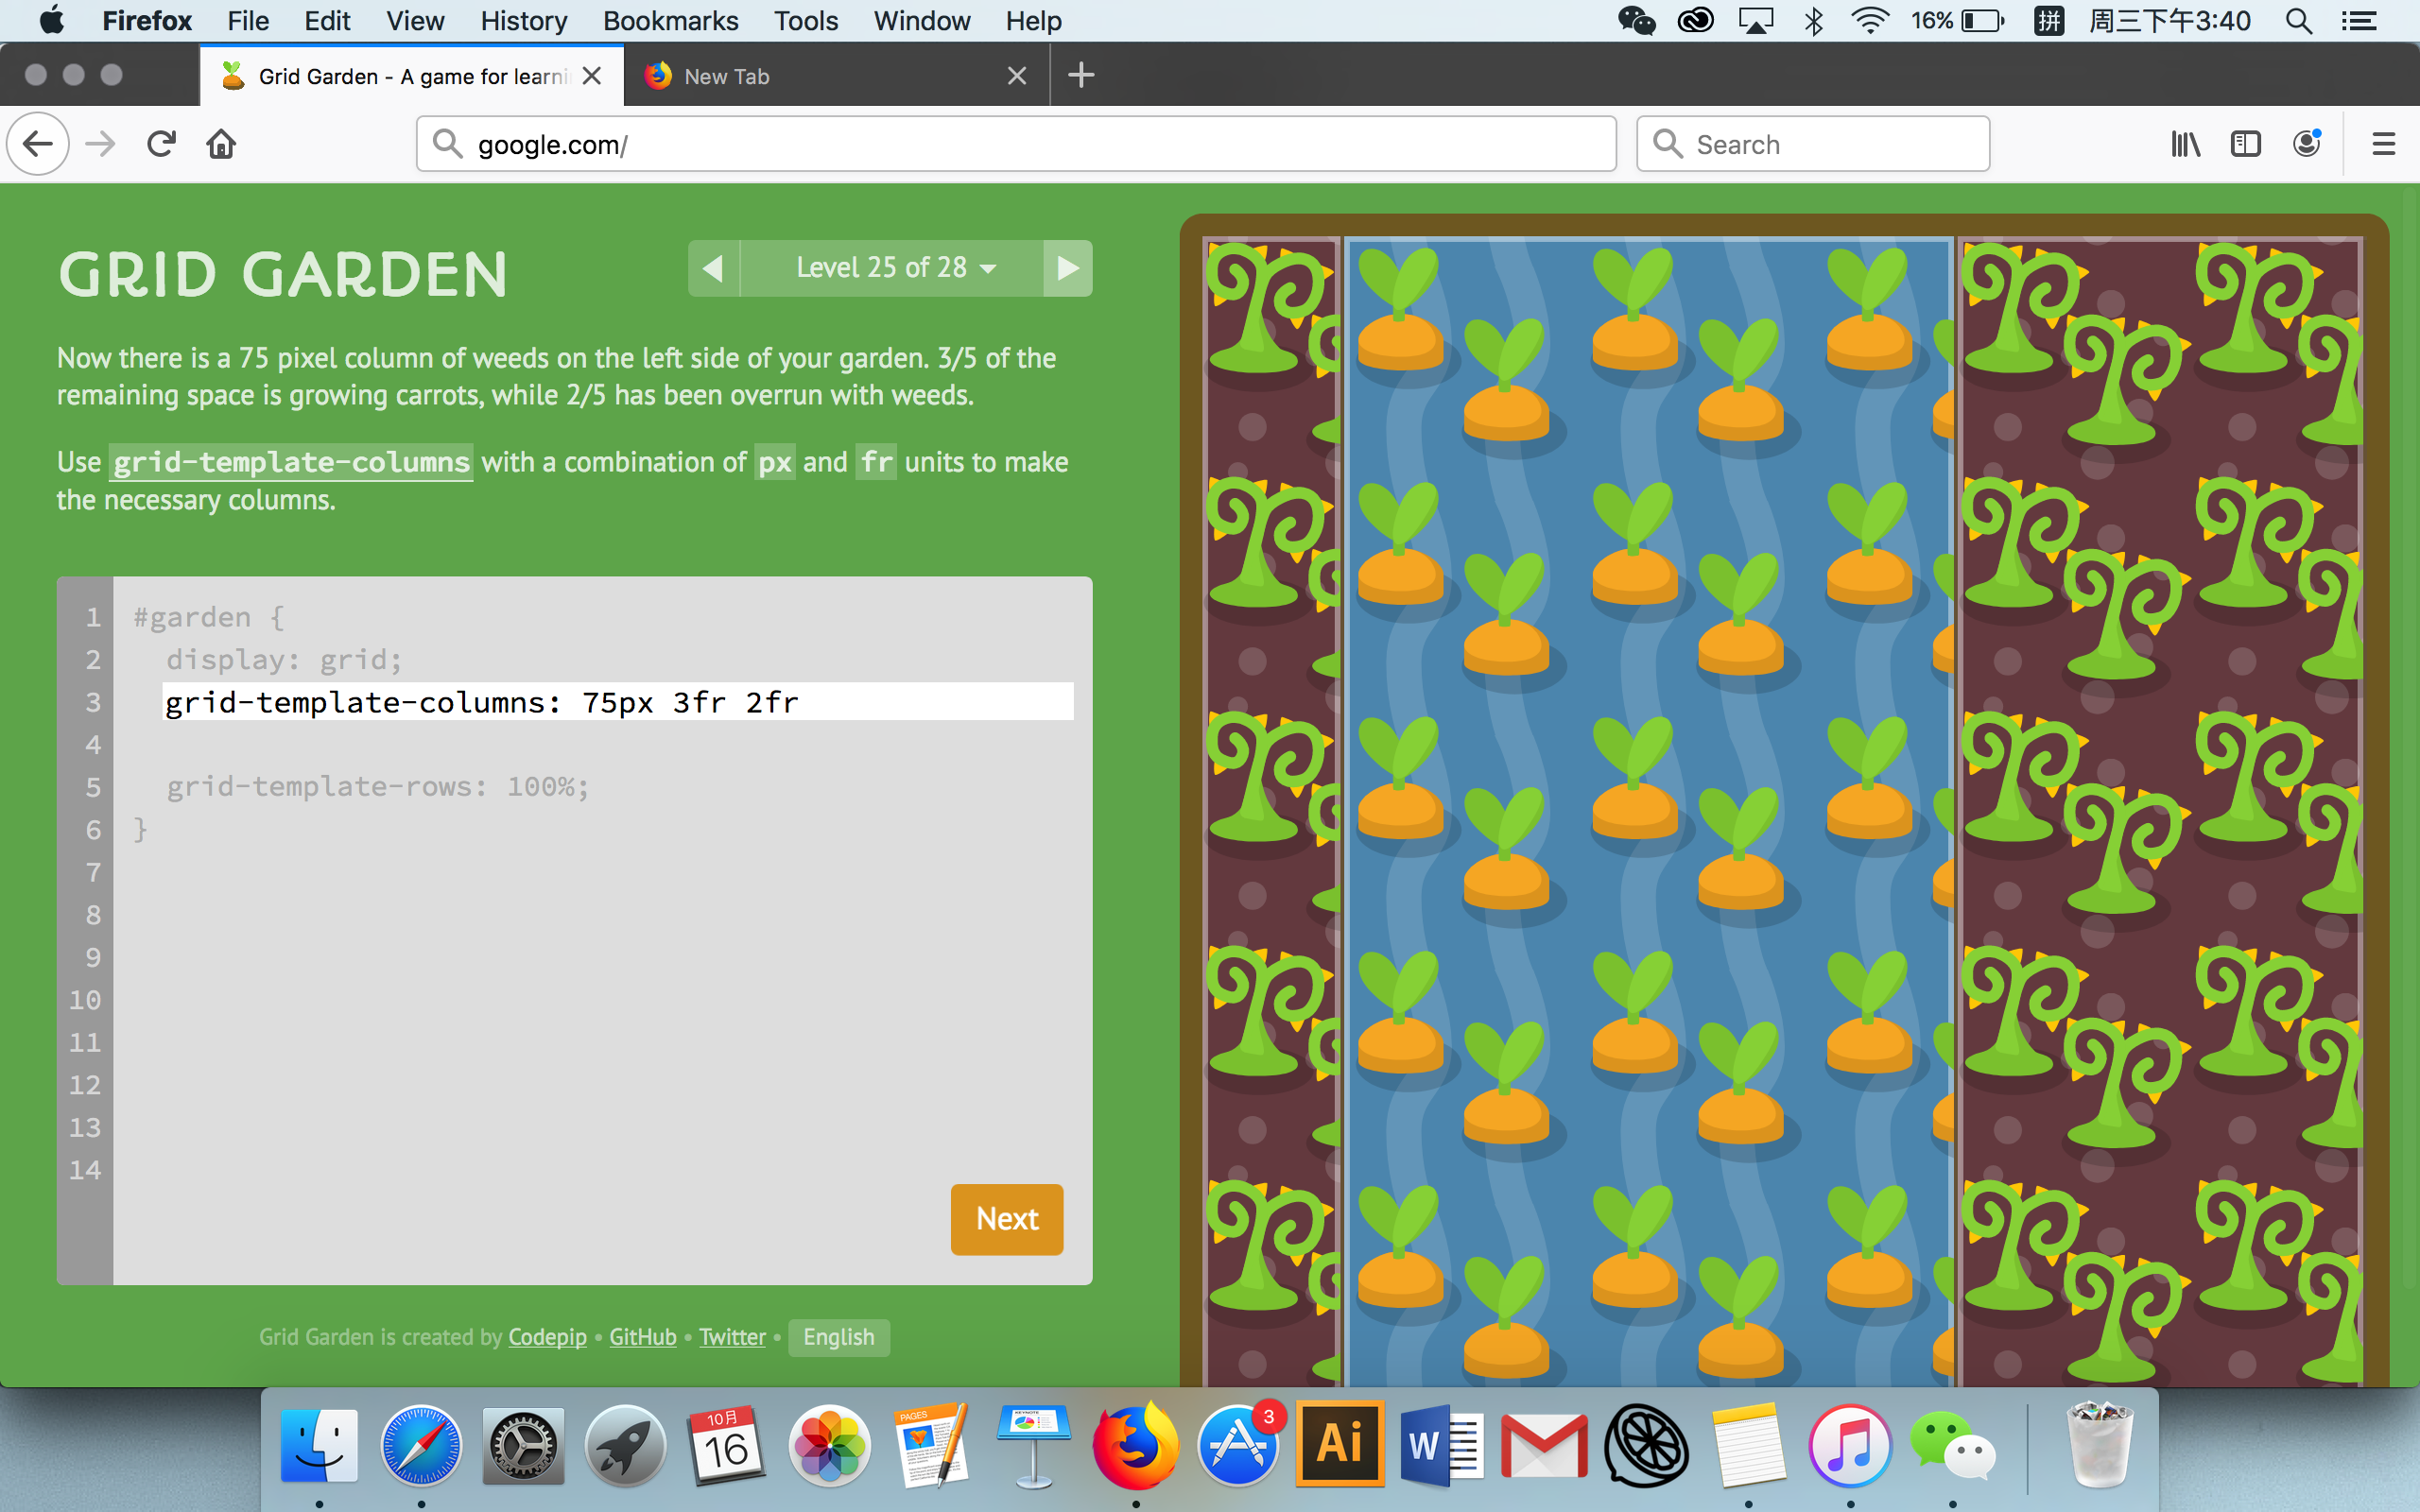 Firefox File Edit View History Bookmarks Tools Window Help 16% 拼 周三下午3:40
Grid Garden - A game for learni
New Tab
google.com/
Search
GRID GARDEN
Level 25 of 28
Now there is a 75 pixel column of weeds on the left side of your garden. 3/5 of the
remaining space is growing carrots, while 2/5 has been overrun with weeds.
Use grid-template-columns with a combination of px and fr units to make
the necessary columns.
1 #garden {
2 display: grid;
3 grid-template-columns: 75px 3fr 2fr
4
5 grid-template-rows: 100%;
6 }
7
8
9
10
11
12
13
14
Next
Grid Garden is created by Codepip • GitHub • Twitter • English
10月
16
PAGES
KEYNOTE
3
Ai
W